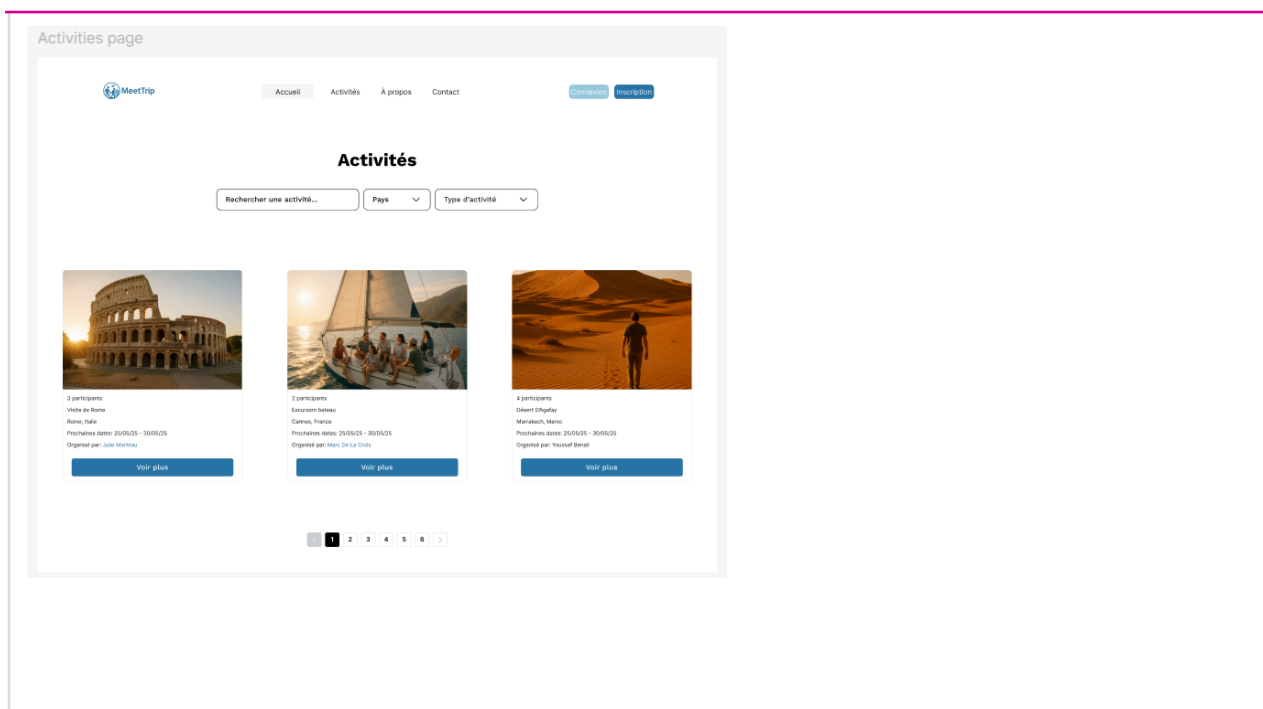 Activities page
MeetTrip
Accueil Activités À propos Contact
Connexion Inscription
Activités
Rechercher une activité...
Pays
Type d'activité
3 participants
Visite de Rome
Rome, Italie
Prochaines dates: 25/05/25 - 30/05/25
Organisé par: Julie Marteau
Voir plus
2 participants
Excursion bateau
Cannes, France
Prochaines dates: 25/05/25 - 30/05/25
Organisé par: Marc De La Croix
Voir plus
4 participants
Désert D'Agafay
Marrakech, Maroc
Prochaines dates: 25/05/25 - 30/05/25
Organisé par: Youssef Benali
Voir plus
< 1 2 3 4 5 6 >